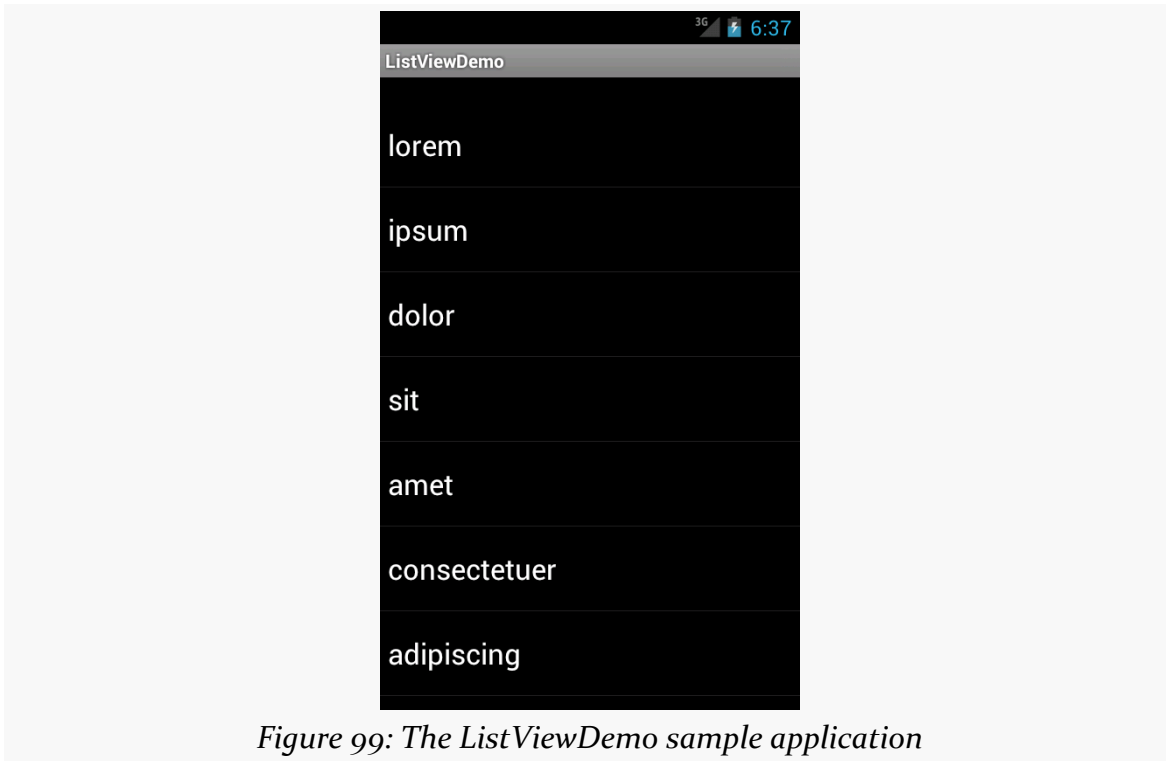 3G 6:37
ListViewDemo
lorem
ipsum
dolor
sit
amet
consectetuer
adipiscing
Figure 99: The ListViewDemo sample application